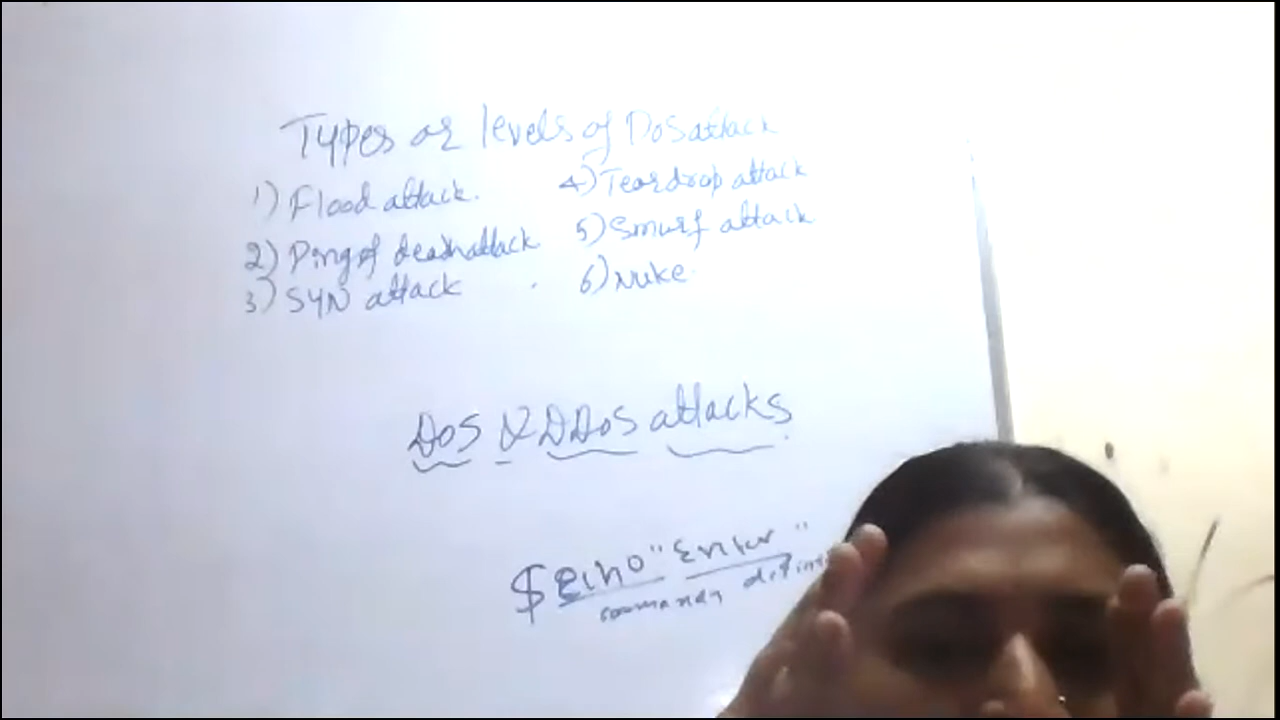 Types or levels of DoS attack
1) Flood attack.
2) Ping of death attack
3) SYN attack
4) Teardrop attack
5) Smurf attack
6) Nuke
DoS & DDoS attacks
$ echo "Enter"